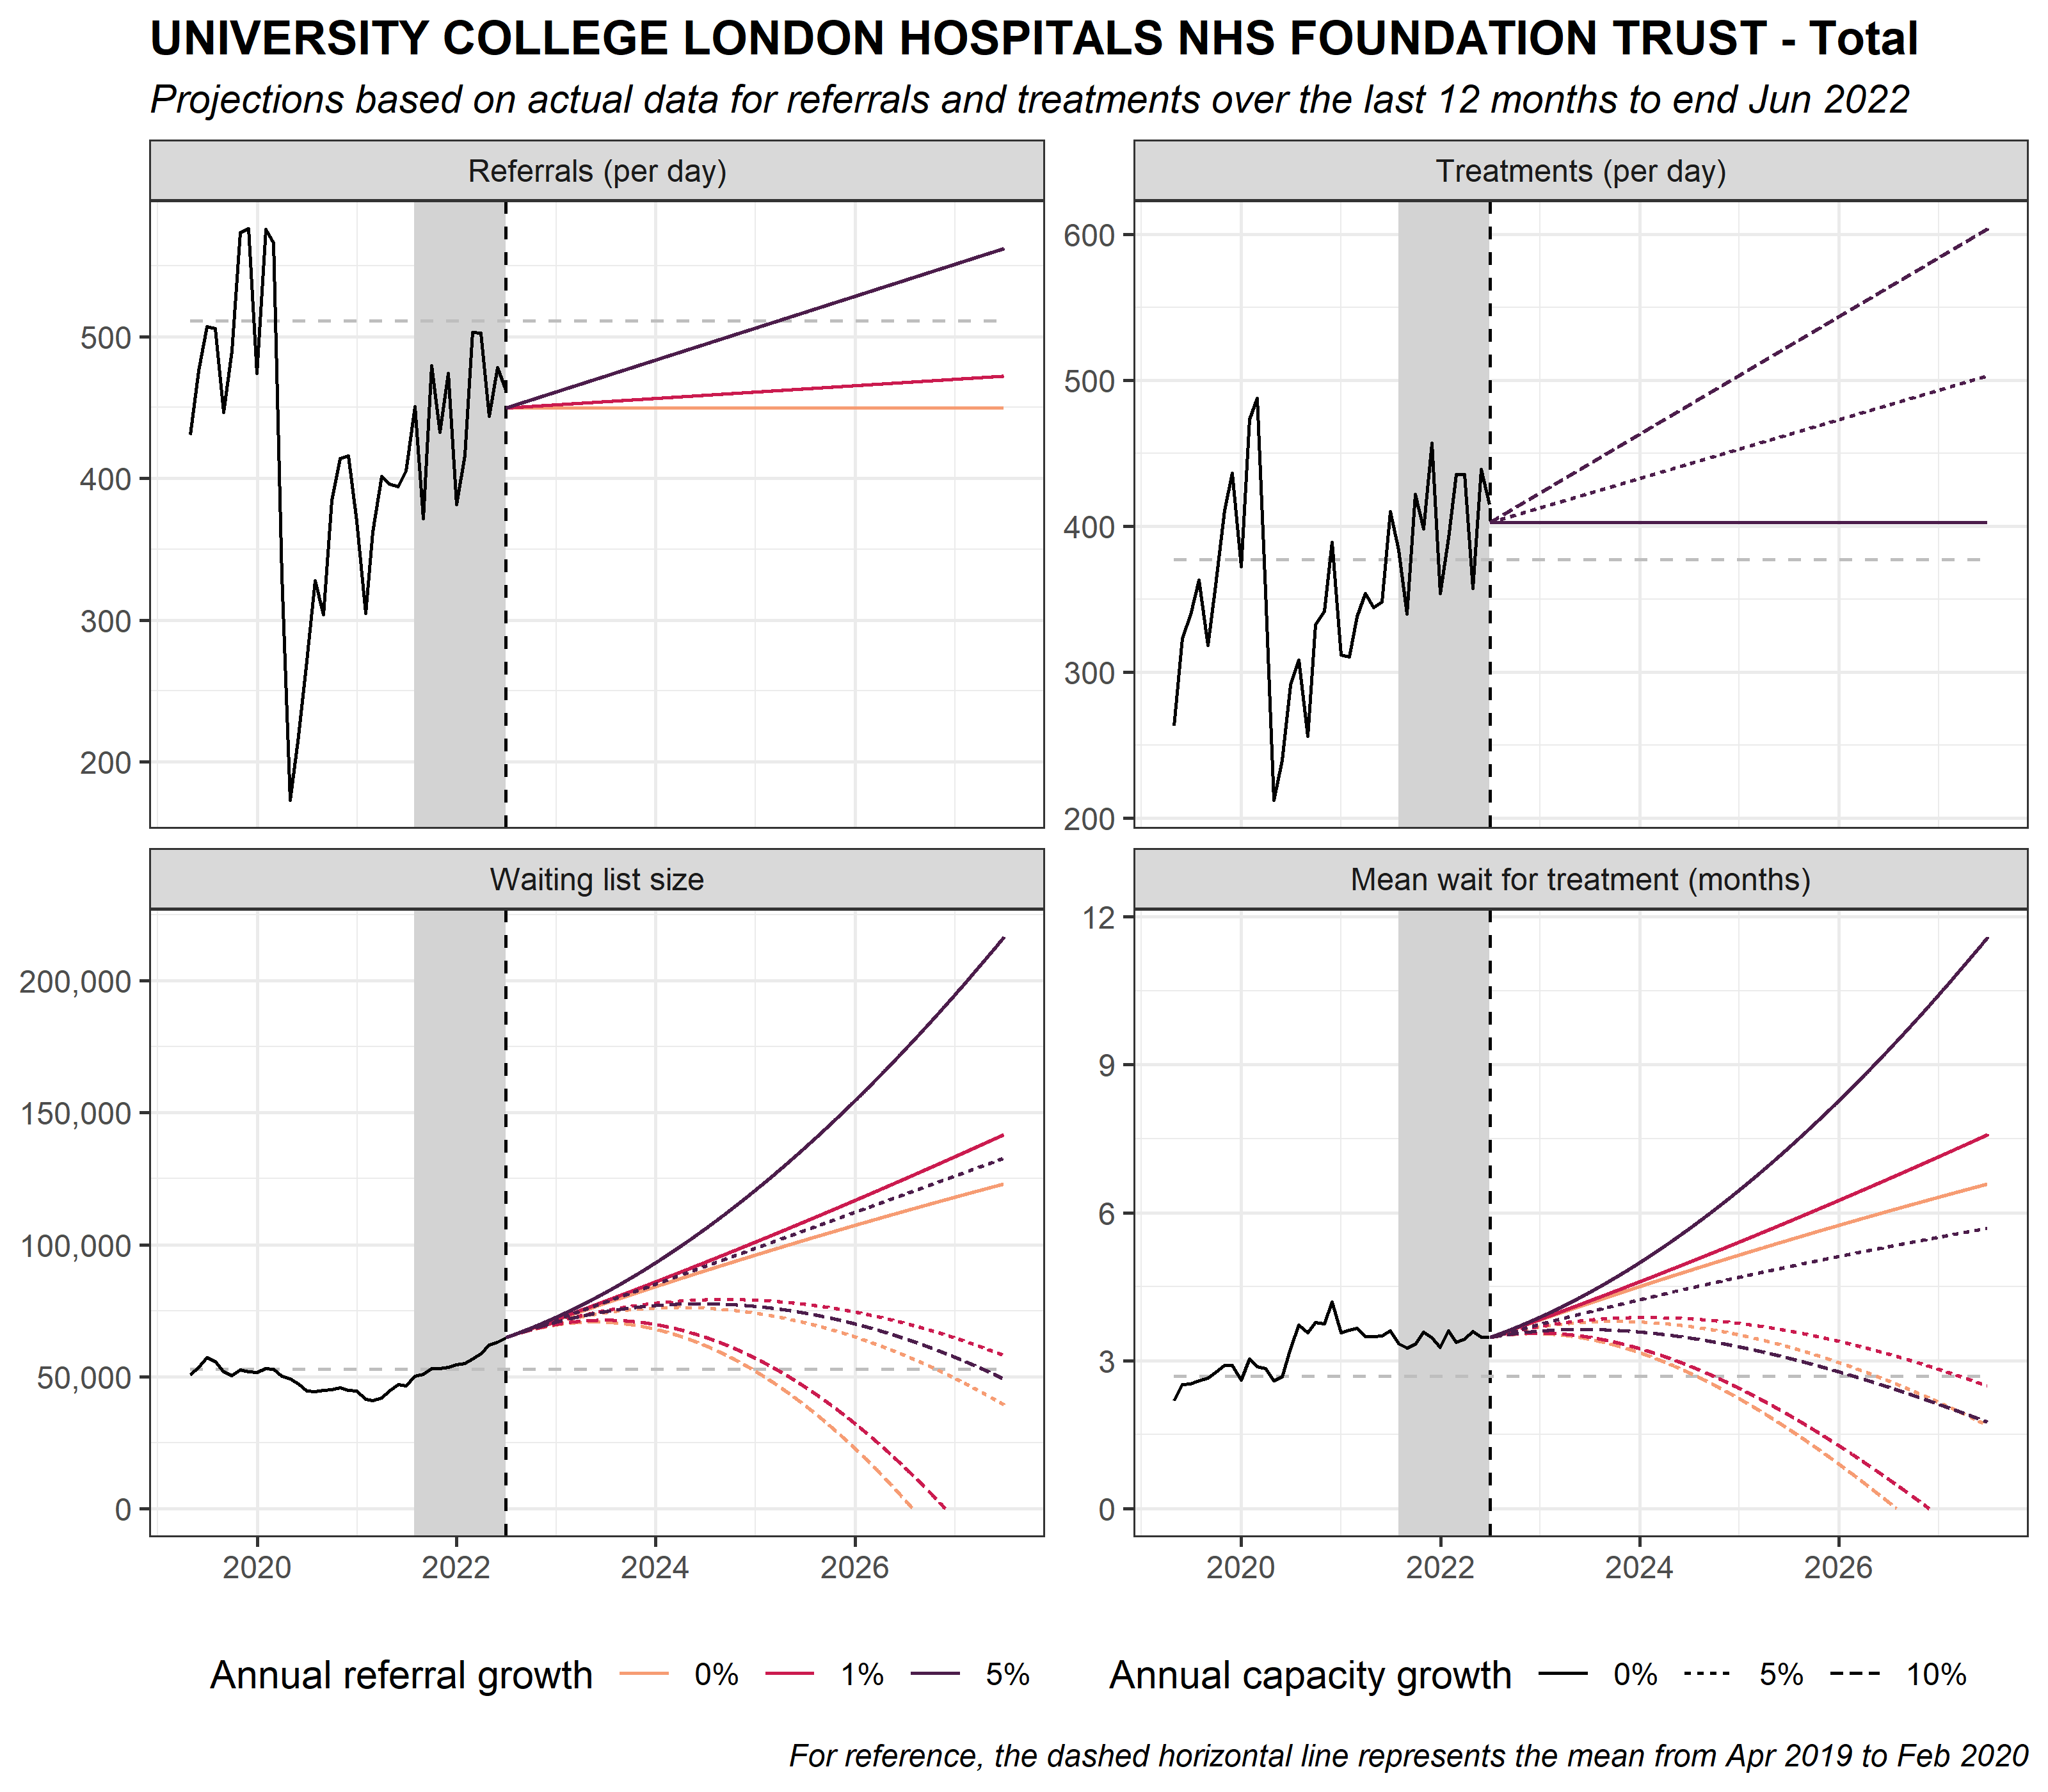 UNIVERSITY COLLEGE LONDON HOSPITALS NHS FOUNDATION TRUST - Total
Projections based on actual data for referrals and treatments over the last 12 months to end Jun 2022
Referrals (per day)
500
400
300
200
Treatments (per day)
600
500
400
300
200
Waiting list size
200,000
150,000
100,000
50,000
0
2020 2022 2024 2026
Mean wait for treatment (months)
12
9
6
3
0
2020 2022 2024 2026
Annual referral growth 0% 1% 5%
Annual capacity growth 0% 5% 10%
For reference, the dashed horizontal line represents the mean from Apr 2019 to Feb 2020